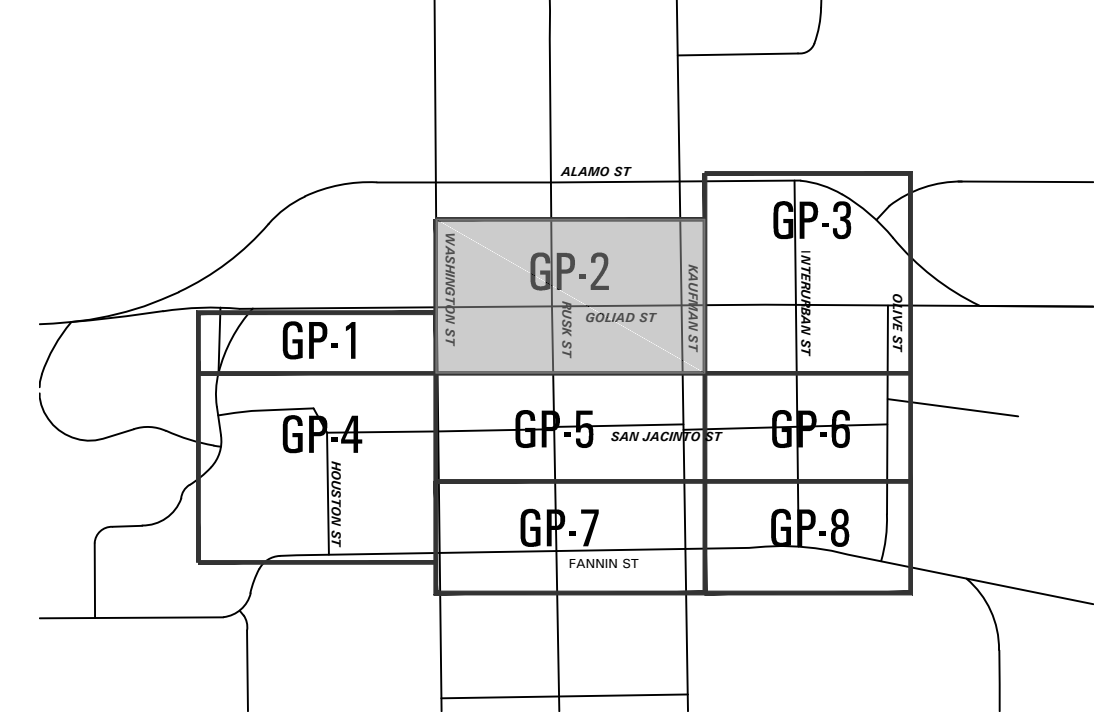 ALAMO ST
GP-3
WASHINGTON ST
GP-2
KAUFMAN ST
INTERURBAN ST
OLIVE ST
RUSK ST
GOLIAD ST
GP-1
GP-4
GP-5
SAN JACINTO ST
GP-6
HOUSTON ST
GP-7
GP-8
FANNIN ST